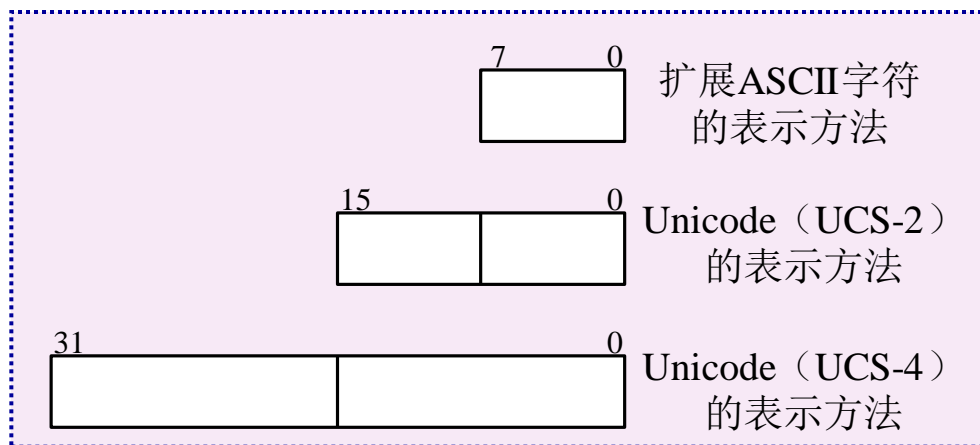 7 0
扩展ASCII字符
的表示方法
15 0
Unicode（UCS-2）
的表示方法
31 0
Unicode（UCS-4）
的表示方法